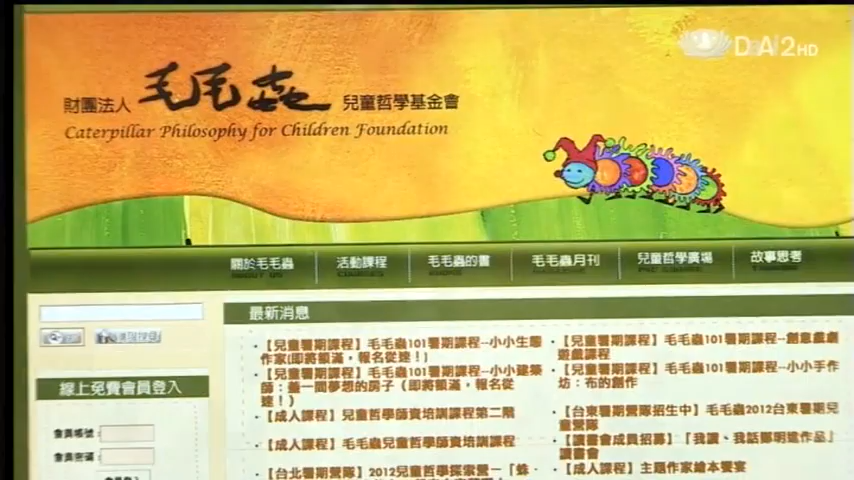 DAAI2HD
財團法人毛毛蟲兒童哲學基金會
Caterpillar Philosophy for Children Foundation
關於毛毛蟲 活動課程 毛毛蟲的書 毛毛蟲月刊 兒童哲學廣場 故事思考
最新消息
【兒童暑期課程】毛毛蟲101暑期課程--小小生態
作家(即將額滿，報名從速！)
【兒童暑期課程】毛毛蟲101暑期課程--小小建築
師：蓋一間夢想的房子（即將額滿，報名從
速！）
【成人課程】兒童哲學師資培訓課程第二階
【成人課程】毛毛蟲兒童哲學師資培訓課程
【台北暑期營隊】2012兒童哲學探索營－「蛛．
【兒童暑期課程】毛毛蟲101暑期課程--創意戲劇
遊戲課程
【兒童暑期課程】毛毛蟲101暑期課程--小小手作
坊：布的創作
【台東暑期營隊招生中】毛毛蟲2012台東暑期兒
童營隊
【讀書會成員招募】「我讀、我話鄭明進作品」
讀書會
【成人課程】主題作家繪本饗宴
線上免費會員登入
會員帳號：
會員密碼：
會員登入